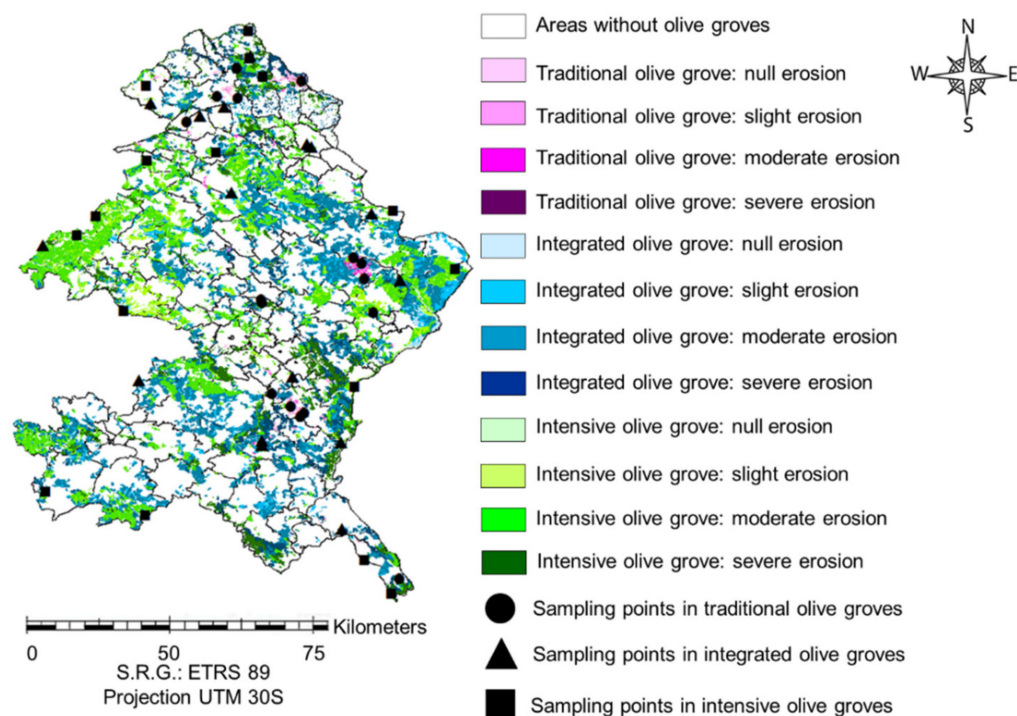 Areas without olive groves
Traditional olive grove: null erosion
Traditional olive grove: slight erosion
Traditional olive grove: moderate erosion
Traditional olive grove: severe erosion
Integrated olive grove: null erosion
Integrated olive grove: slight erosion
Integrated olive grove: moderate erosion
Integrated olive grove: severe erosion
Intensive olive grove: null erosion
Intensive olive grove: slight erosion
Intensive olive grove: moderate erosion
Intensive olive grove: severe erosion
Sampling points in traditional olive groves
Sampling points in integrated olive groves
Sampling points in intensive olive groves
N
W E
S
Kilometers
0 50 75
S.R.G.: ETRS 89
Projection UTM 30S